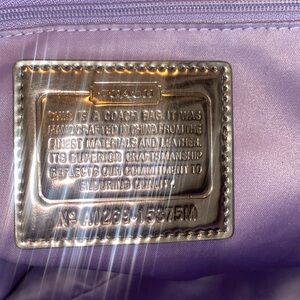 COACH
THIS IS A COACH BAG. IT WAS
HANDCRAFTED IN CHINA FROM THE
FINEST MATERIALS AND LEATHER.
ITS SUPERIOR CRAFTSMANSHIP
REFLECTS OUR COMMITMENT TO
ENDURING QUALITY.